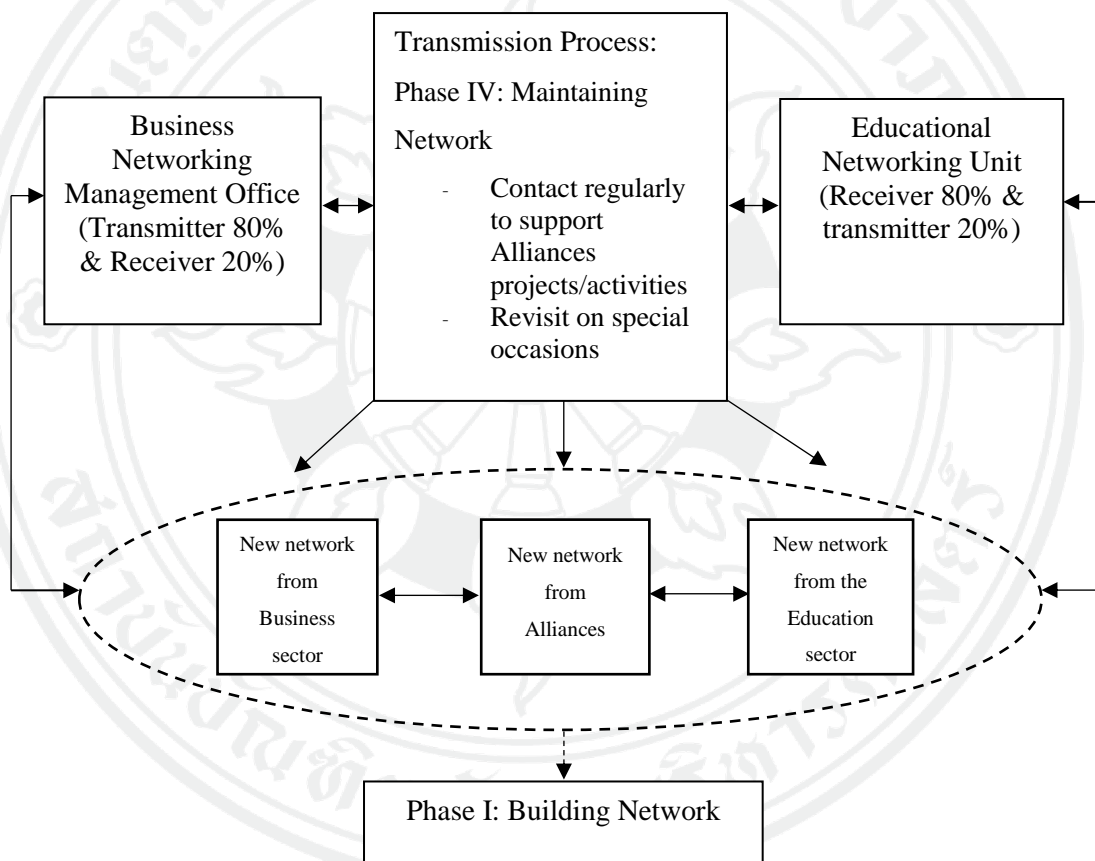 Transmission Process:
Phase IV: Maintaining
Network
- Contact regularly
to support
Alliances
projects/activities
- Revisit on special
occasions
Business
Networking
Management Office
(Transmitter 80%
& Receiver 20%)
Educational
Networking Unit
(Receiver 80% &
transmitter 20%)
New network
from
Business
sector
New network
from
Alliances
New network
from the
Education
sector
Phase I: Building Network